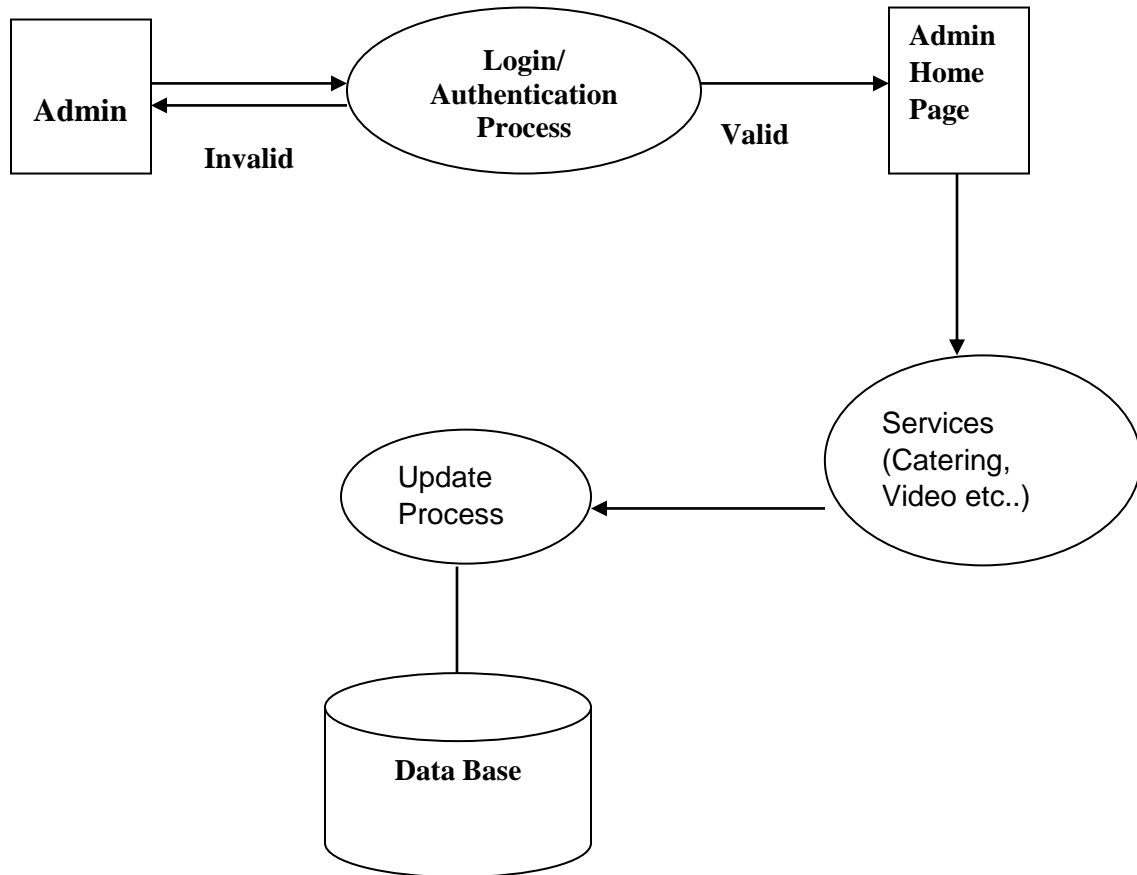 Admin
Invalid
Login/
Authentication
Process
Valid
Admin
Home
Page
Services
(Catering,
Video etc..)
Update
Process
Data Base